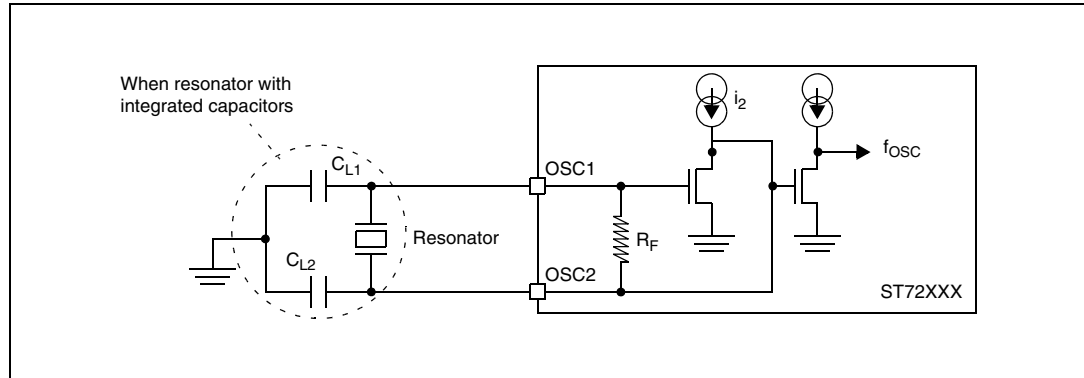 When resonator with
integrated capacitors
CL1
i2
fOSC
OSC1
Resonator
RF
CL2
OSC2
ST72XXX